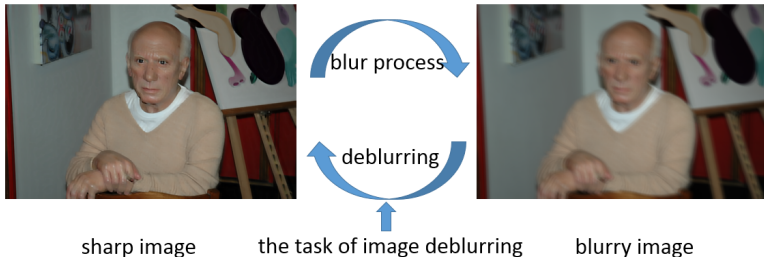 blur process
deblurring
sharp image
the task of image deblurring
blurry image